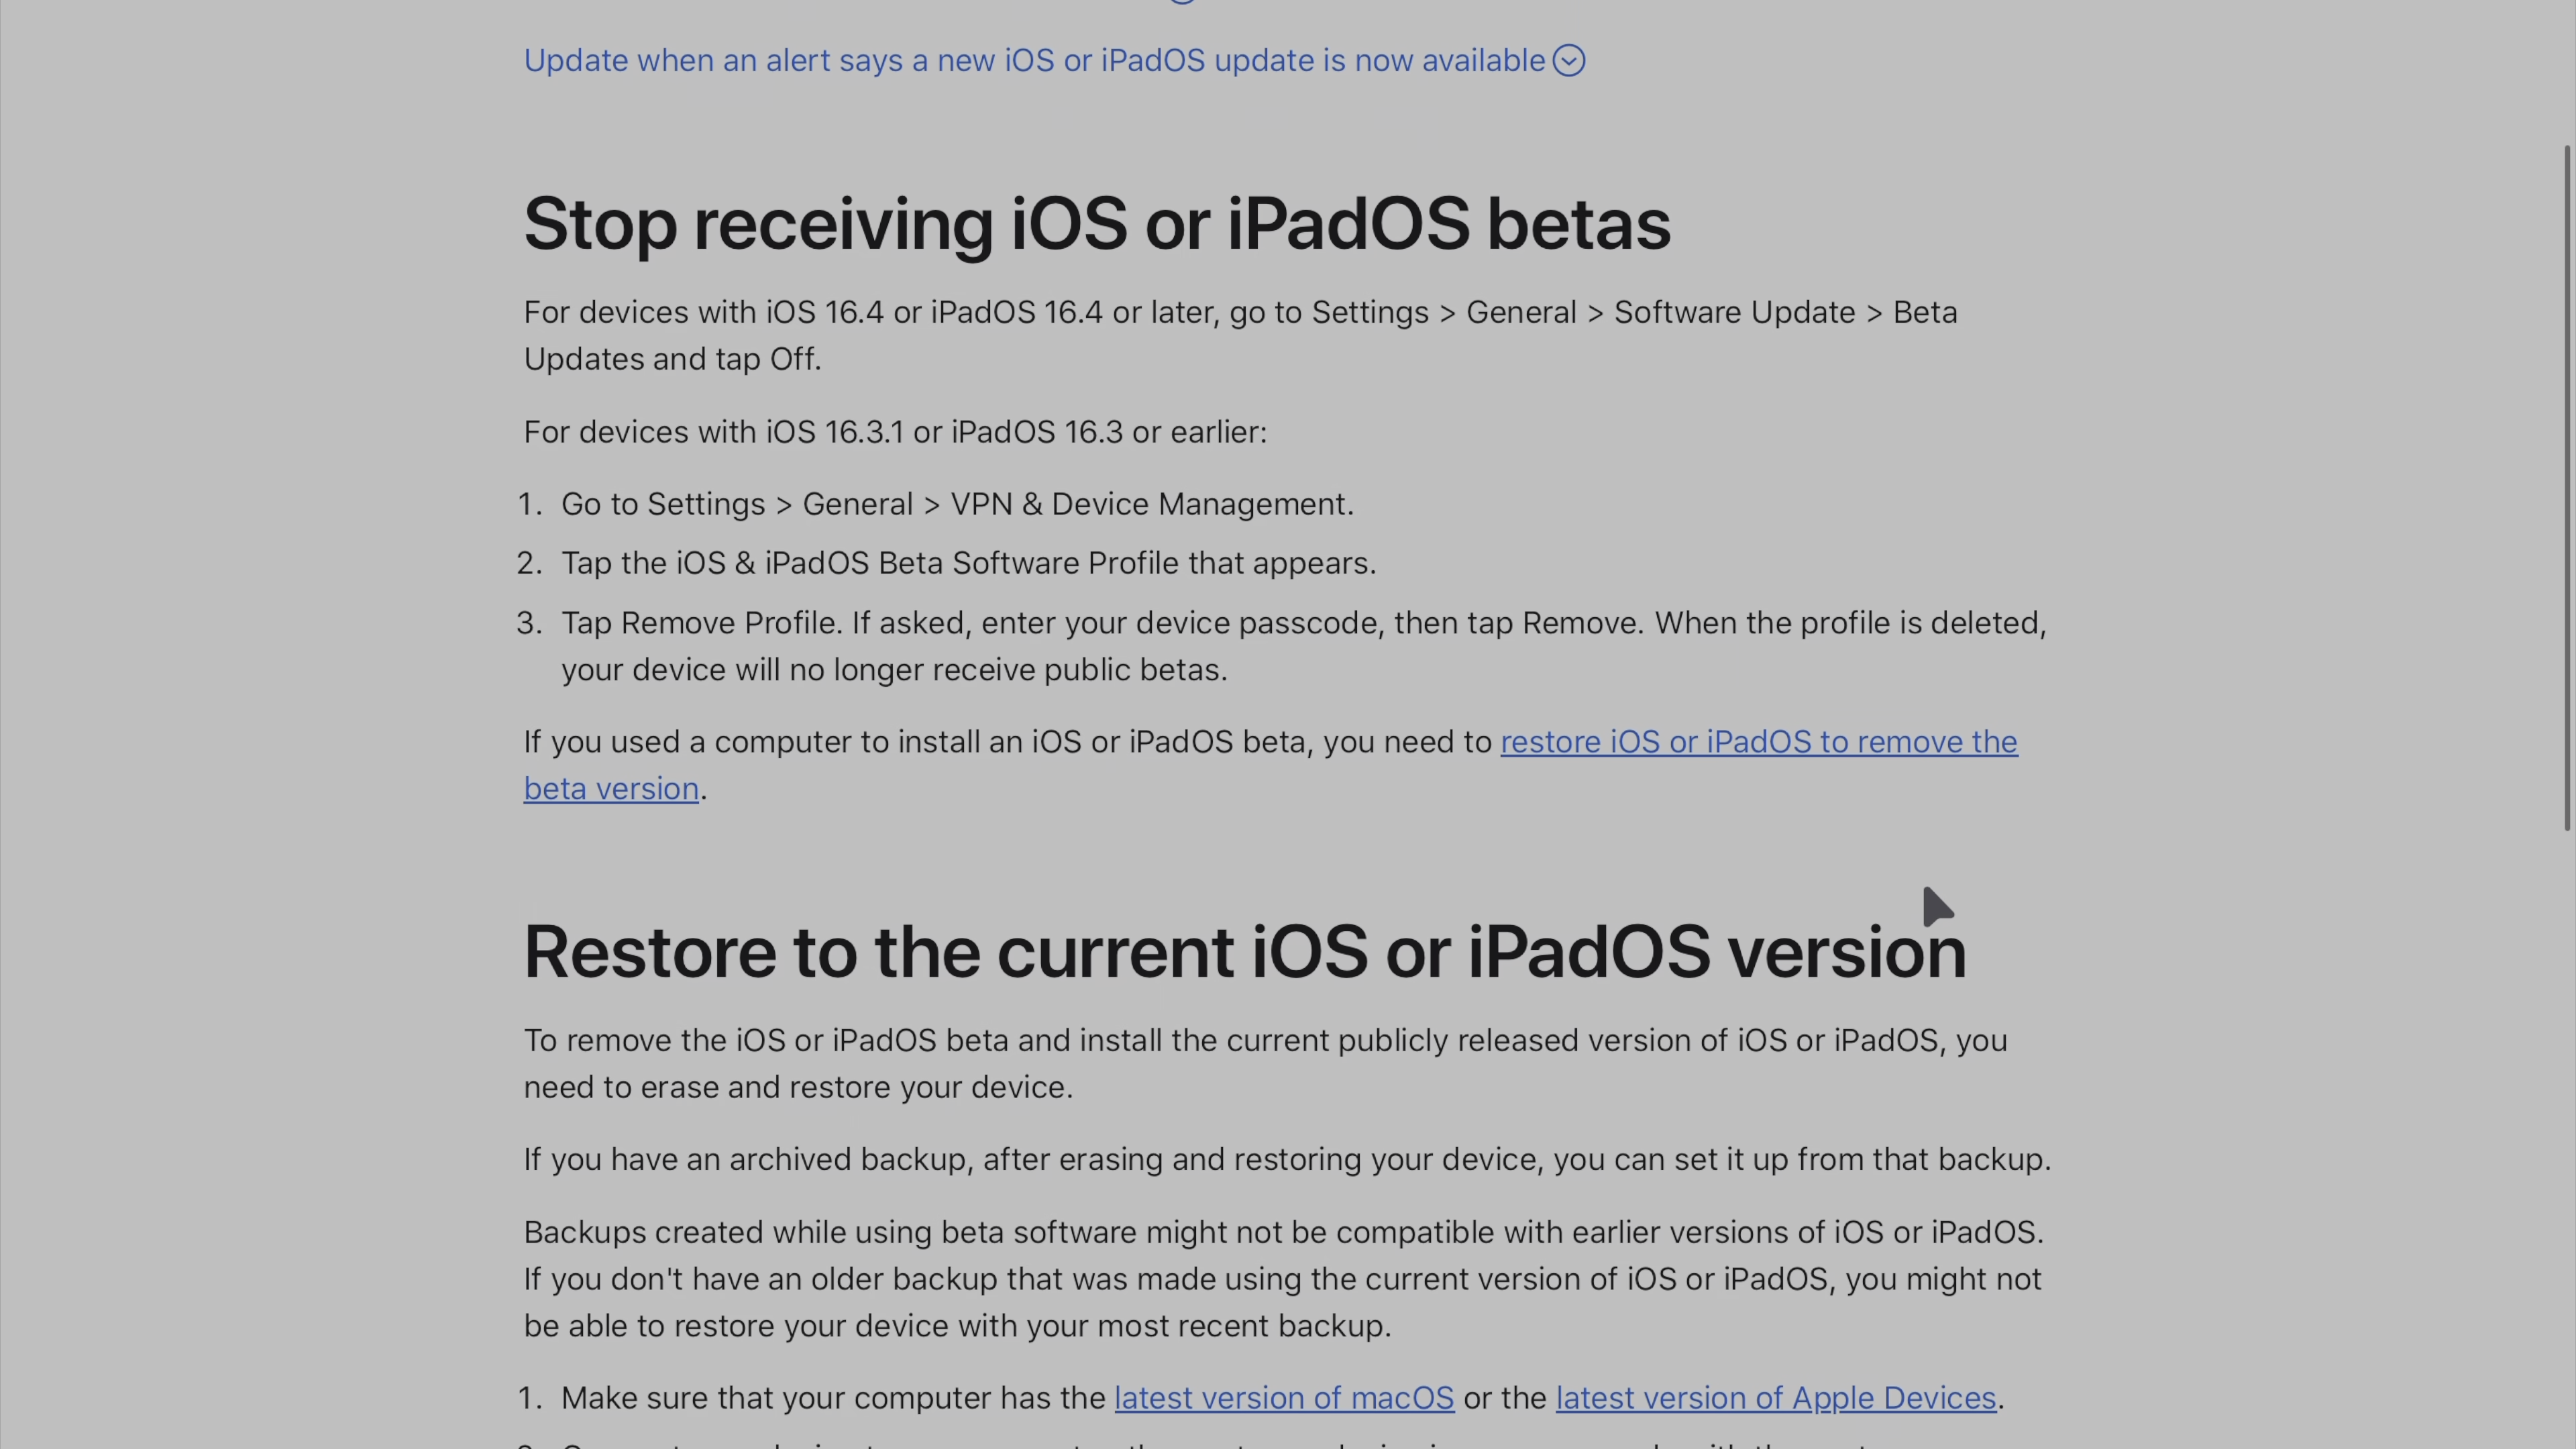 Update when an alert says a new iOS or iPadOS update is now available
Stop receiving iOS or iPadOS betas
For devices with iOS 16.4 or iPadOS 16.4 or later, go to Settings > General > Software Update > Beta
Updates and tap Off.
For devices with iOS 16.3.1 or iPadOS 16.3 or earlier:
1. Go to Settings > General > VPN & Device Management.
2. Tap the iOS & iPadOS Beta Software Profile that appears.
3. Tap Remove Profile. If asked, enter your device passcode, then tap Remove. When the profile is deleted,
your device will no longer receive public betas.
If you used a computer to install an iOS or iPadOS beta, you need to restore iOS or iPadOS to remove the
beta version.
Restore to the current iOS or iPadOS version
To remove the iOS or iPadOS beta and install the current publicly released version of iOS or iPadOS, you
need to erase and restore your device.
If you have an archived backup, after erasing and restoring your device, you can set it up from that backup.
Backups created while using beta software might not be compatible with earlier versions of iOS or iPadOS.
If you don't have an older backup that was made using the current version of iOS or iPadOS, you might not
be able to restore your device with your most recent backup.
1. Make sure that your computer has the latest version of macOS or the latest version of Apple Devices.